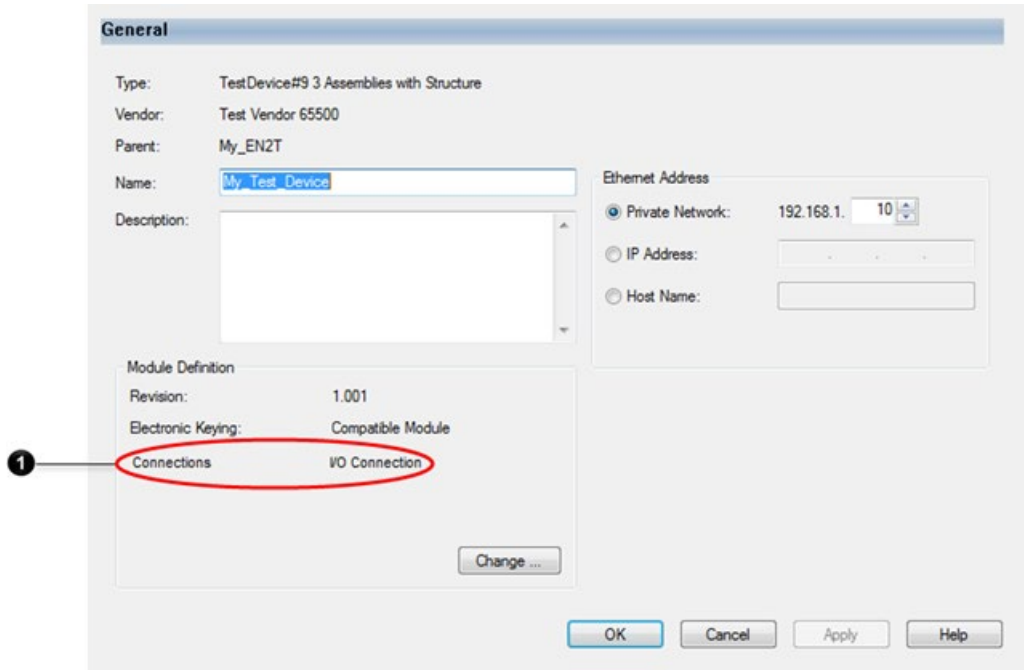 General
Type: TestDevice#9 3 Assemblies with Structure
Vendor: Test Vendor 65500
Parent: My_EN2T
Name: My_Test_Device
Description:
Ethernet Address
Private Network: 192.168.1. 10
IP Address: . . .
Host Name:
Module Definition
Revision: 1.001
Electronic Keying: Compatible Module
1
Connections I/O Connection
Change ...
OK Cancel Apply Help